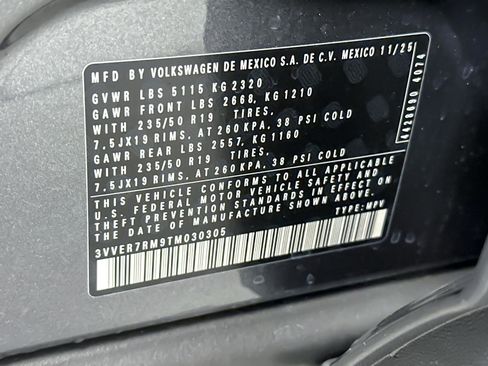 MFD BY VOLKSWAGEN DE MEXICO S.A. DE C.V. MEXICO 11/25
GVWR LBS 5115 KG 2320
GAWR FRONT LBS 2668, KG 1210
WITH 235/50 R19 TIRES,
7.5JX19 RIMS, AT 260 KPA, 38 PSI COLD
GAWR REAR LBS 2557, KG 1160
WITH 235/50 R19 TIRES,
7.5JX19 RIMS, AT 260 KPA, 38 PSI COLD
THIS VEHICLE CONFORMS TO ALL APPLICABLE
U.S. FEDERAL MOTOR VEHICLE SAFETY AND
THEFT PREVENTION STANDARDS IN EFFECT ON
THE DATE OF MANUFACTURE SHOWN ABOVE.
3VVER7RM9TM030305
TYPE: MPV